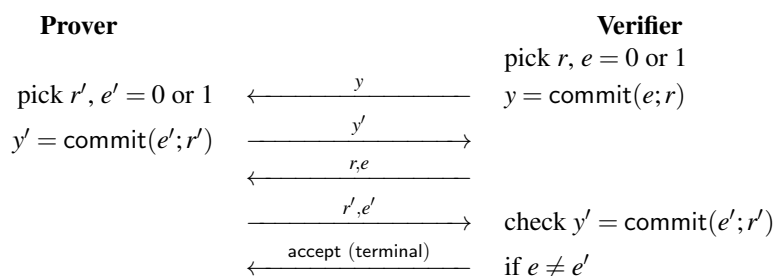 Prover Verifier
pick r, e = 0 or 1
pick r′, e′ = 0 or 1 y y = commit(e; r)
y′ = commit(e′; r′) y′
r,e
r′,e′ check y′ = commit(e′; r′)
accept (terminal) if e ≠ e′